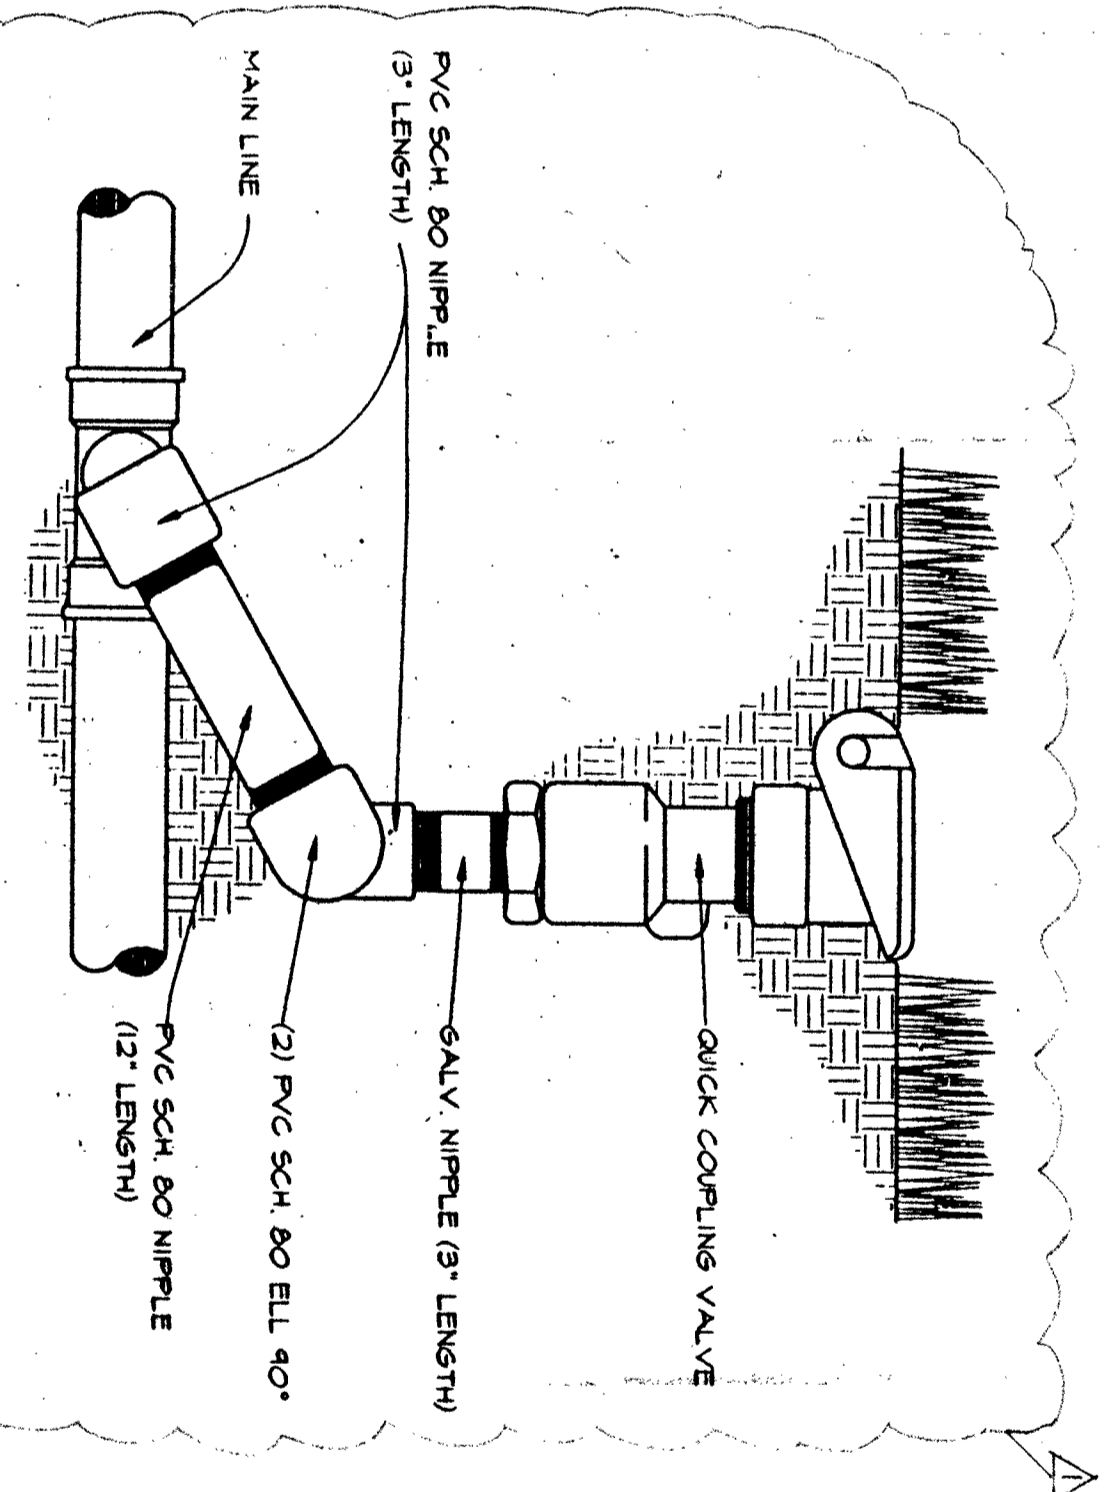 PVC SCH. 80 NIPPLE
(3" LENGTH)
MAIN LINE
QUICK COUPLING VALVE
GALV. NIPPLE (3" LENGTH)
(2) PVC SCH. 80 ELL 90°
PVC SCH. 80 NIPPLE
(12" LENGTH)
1